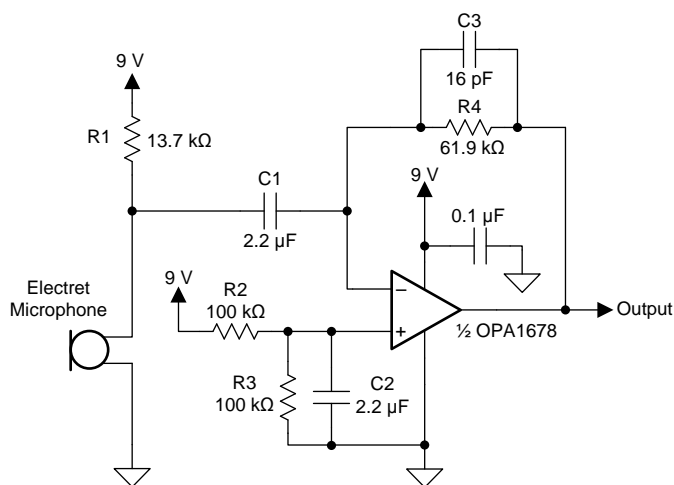 C3
16 pF
9 V
R4
R1
13.7 kΩ
61.9 kΩ
C1
9 V
0.1 µF
2.2 µF
Electret
Microphone
9 V
R2
100 kΩ
−
+
Output
½ OPA1678
R3
100 kΩ
C2
2.2 µF